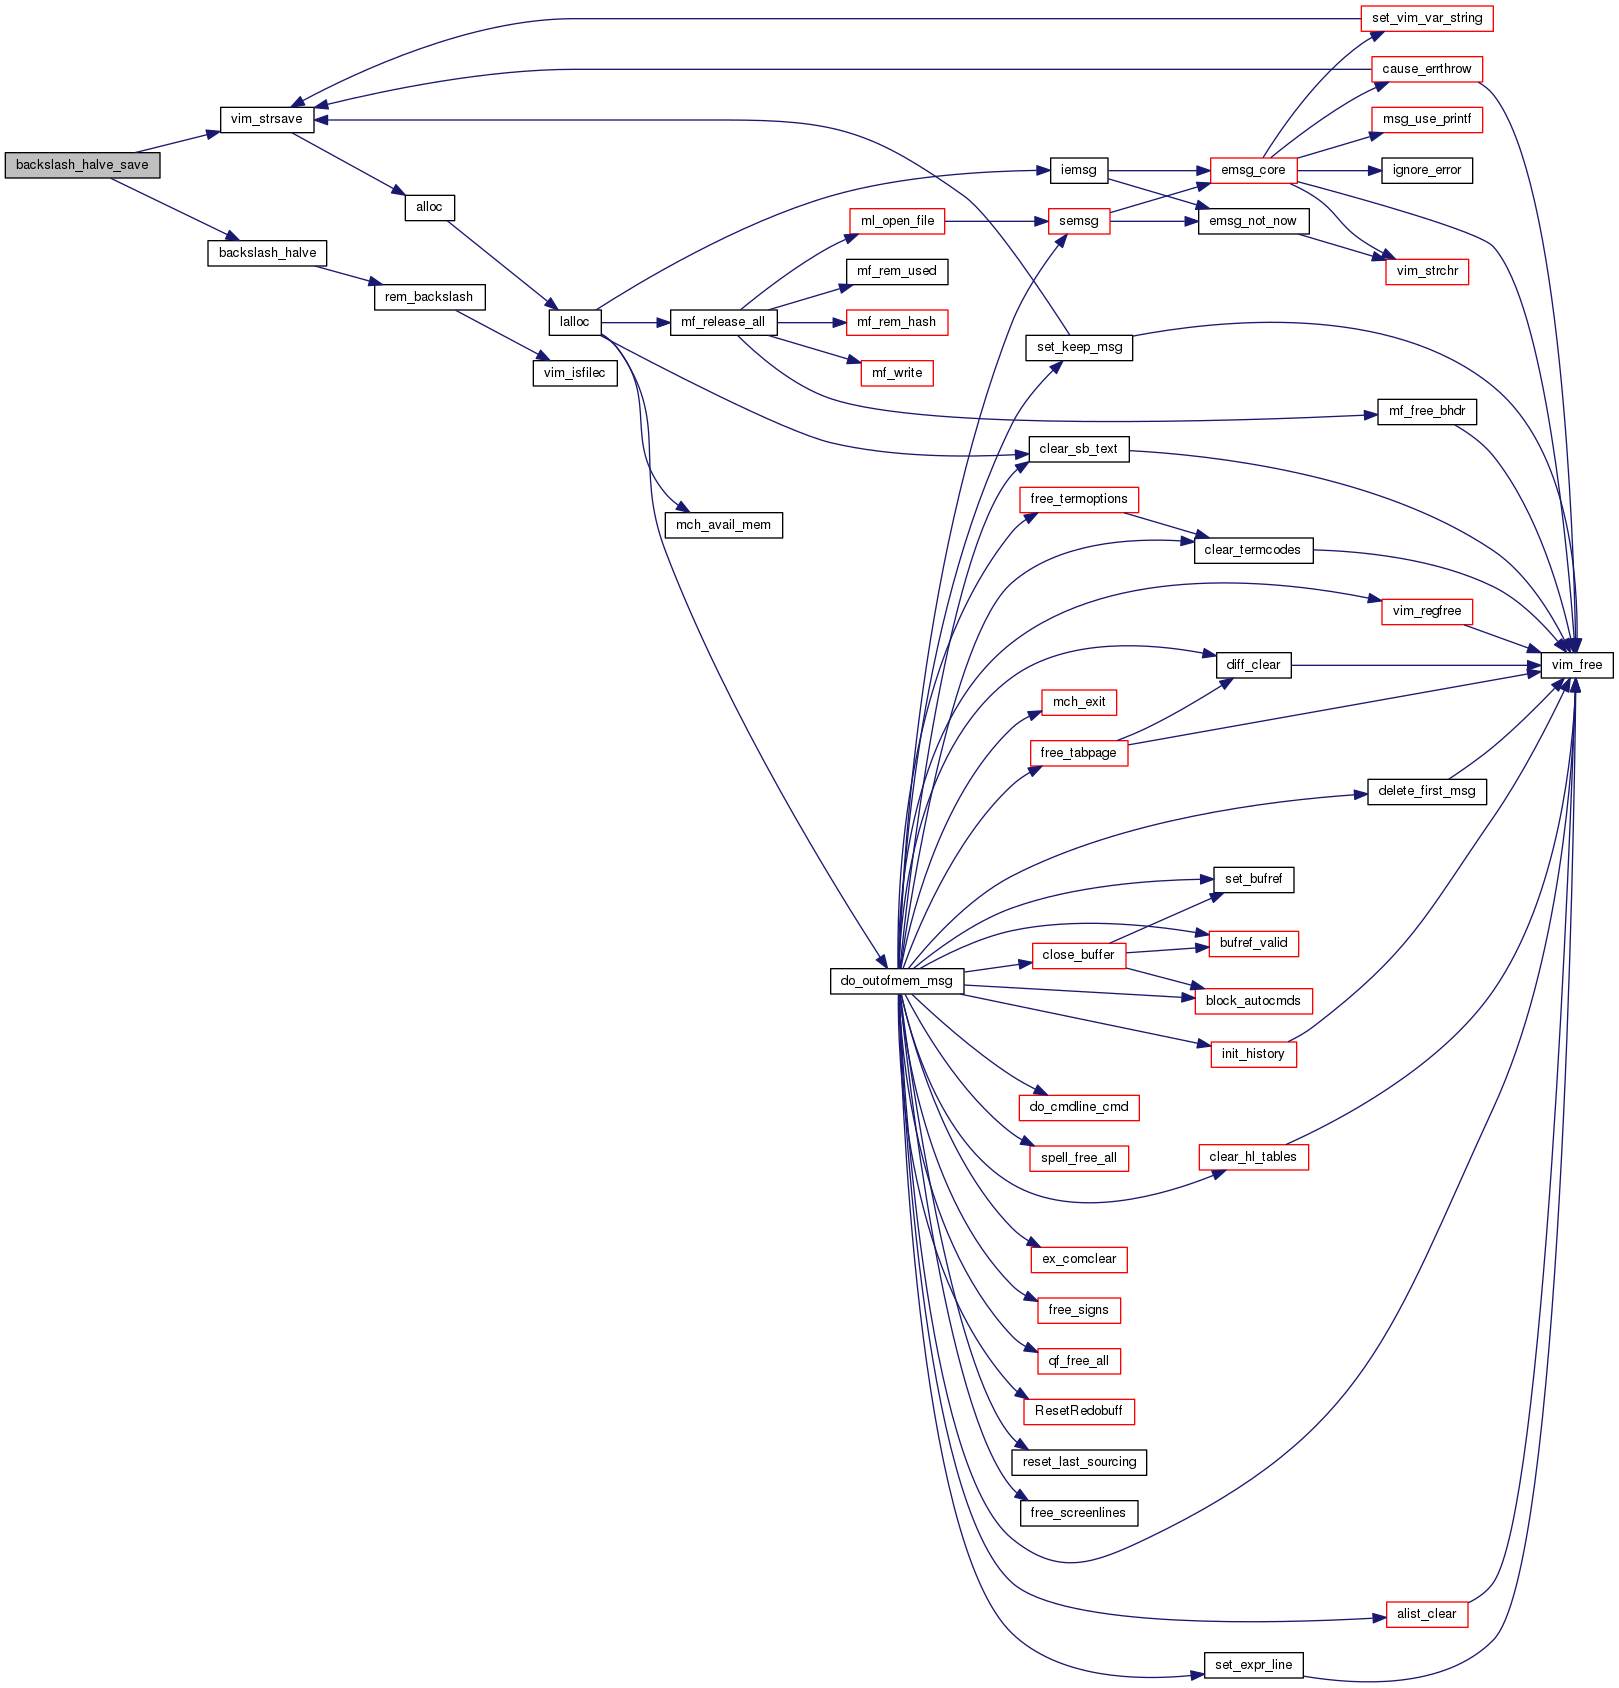 set_vim_var_string
cause_errthrow
vim_strsave
msg_use_printf
backslash_halve_save
iemsg
emsg_core
ignore_error
alloc
ml_open_file
semsg
emsg_not_now
backslash_halve
mf_rem_used
vim_strchr
rem_backslash
lalloc
mf_release_all
mf_rem_hash
set_keep_msg
vim_isfilec
mf_write
mf_free_bhdr
clear_sb_text
free_termoptions
mch_avail_mem
clear_termcodes
vim_regfree
diff_clear
vim_free
mch_exit
free_tabpage
delete_first_msg
set_bufref
bufref_valid
close_buffer
do_outofmem_msg
block_autocmds
init_history
do_cmdline_cmd
spell_free_all
clear_hl_tables
ex_comclear
free_signs
qf_free_all
ResetRedobuff
reset_last_sourcing
free_screenlines
alist_clear
set_expr_line